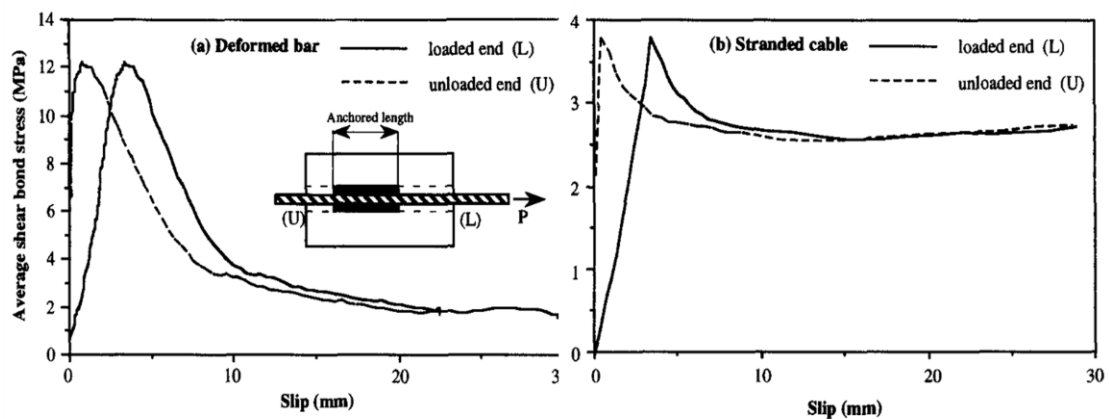 Average shear bond stress (MPa)
14
12
10
8
6
4
2
0
(a) Deformed bar
loaded end (L)
unloaded end (U)
Anchored length
(U)
(L)
P
0
10
20
3
Slip (mm)
4
3
2
1
0
(b) Stranded cable
loaded end (L)
unloaded end (U)
0
10
20
30
Slip (mm)